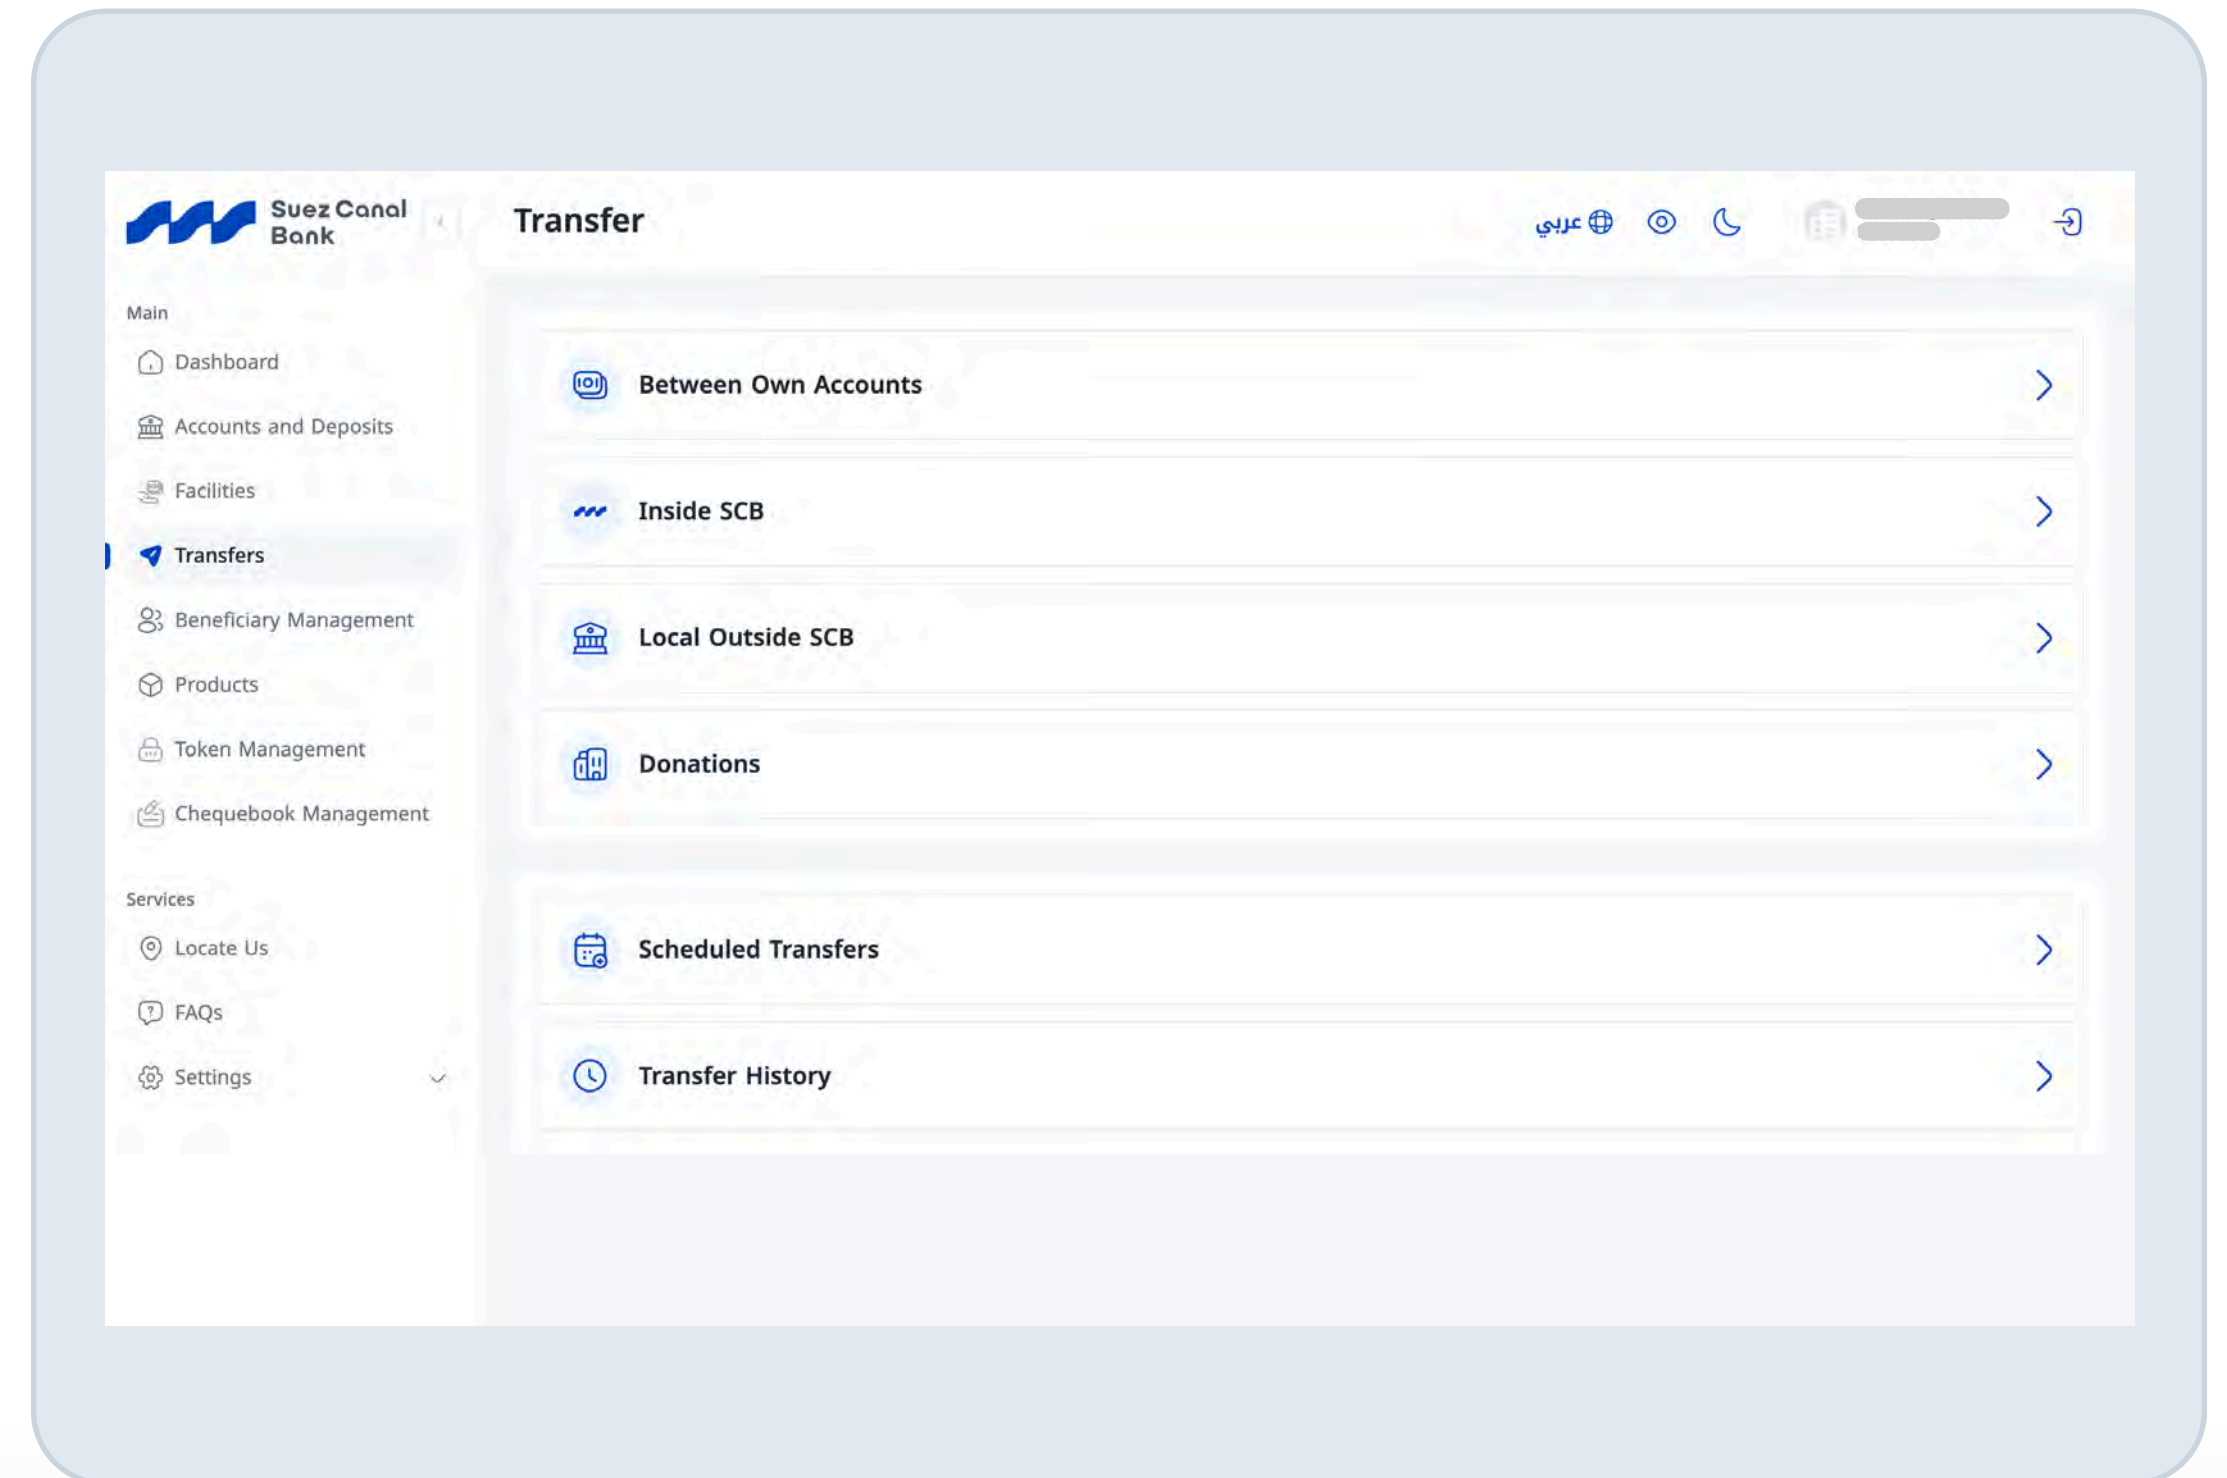 Suez Canal
Bank
Transfer
عربي
Main
Dashboard
Accounts and Deposits
Facilities
Transfers
Beneficiary Management
Products
Token Management
Chequebook Management
Services
Locate Us
FAQs
Settings
Between Own Accounts
Inside SCB
Local Outside SCB
Donations
Scheduled Transfers
Transfer History